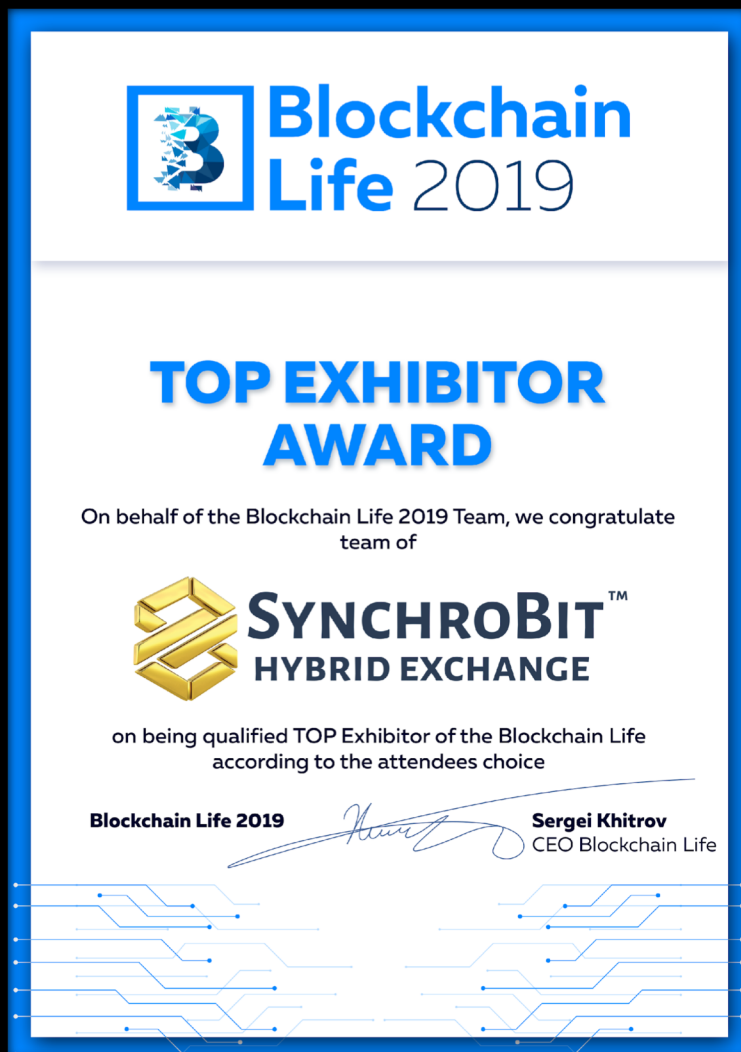 Blockchain
Life 2019
TOP EXHIBITOR
AWARD
On behalf of the Blockchain Life 2019 Team, we congratulate
team of
SYNCHROBIT™
HYBRID EXCHANGE
on being qualified TOP Exhibitor of the Blockchain Life
according to the attendees choice
Blockchain Life 2019
Sergei Khitrov
CEO Blockchain Life